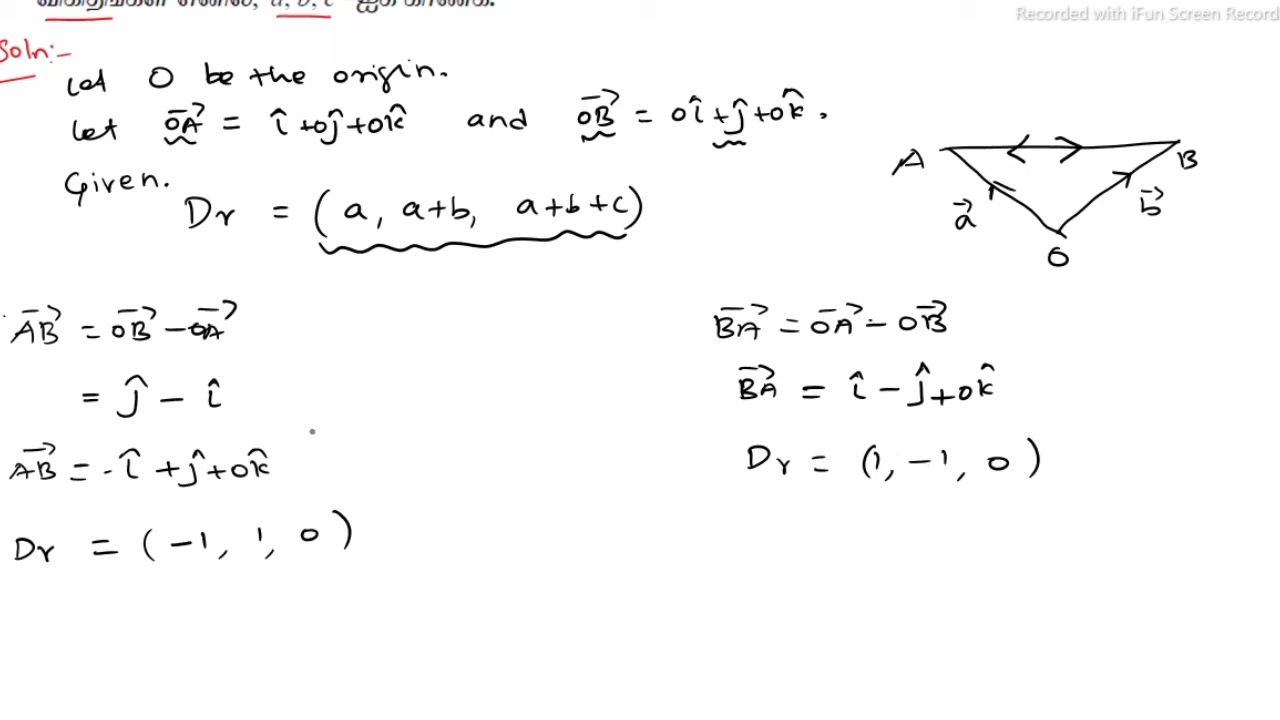 Recorded with iFun Screen Record
a, b, c
Soln:-
Let O be the origin.
Let OA⃗ = î+0ĵ+0k̂ and OB⃗ = 0î+ĵ+0k̂.
Given.
Dr = (a, a+b, a+b+c)
A B
a⃗ b⃗
O
AB⃗ = OB⃗ - OA⃗
= ĵ - î
AB⃗ = -î + ĵ + 0k̂
Dr = (-1, 1, 0)
BA⃗ = OA⃗ - OB⃗
BA⃗ = î - ĵ + 0k̂
Dr = (1, -1, 0)